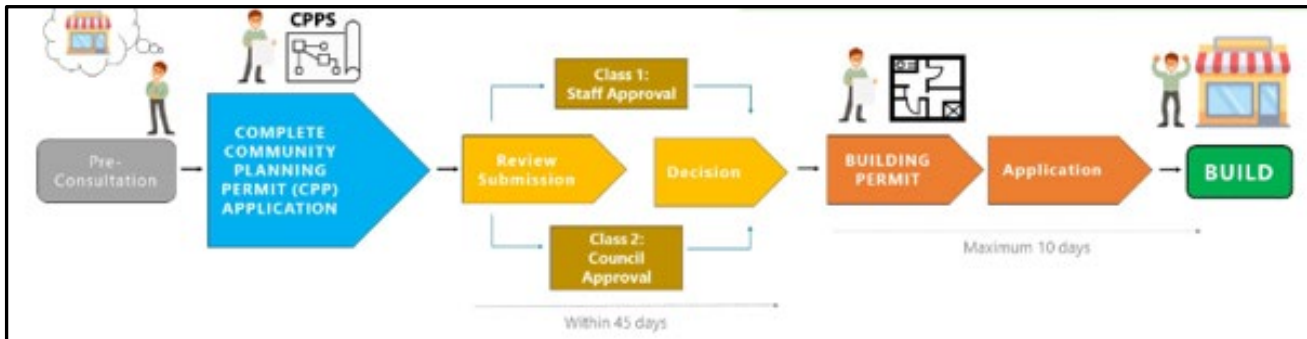 CPPS
Pre-
Consultation
COMPLETE
COMMUNITY
PLANNING
PERMIT (CPP)
APPLICATION
Review
Submission
Class 1:
Staff Approval
Class 2:
Council
Approval
Decision
Within 45 days
BUILDING
PERMIT
Application
Maximum 10 days
BUILD